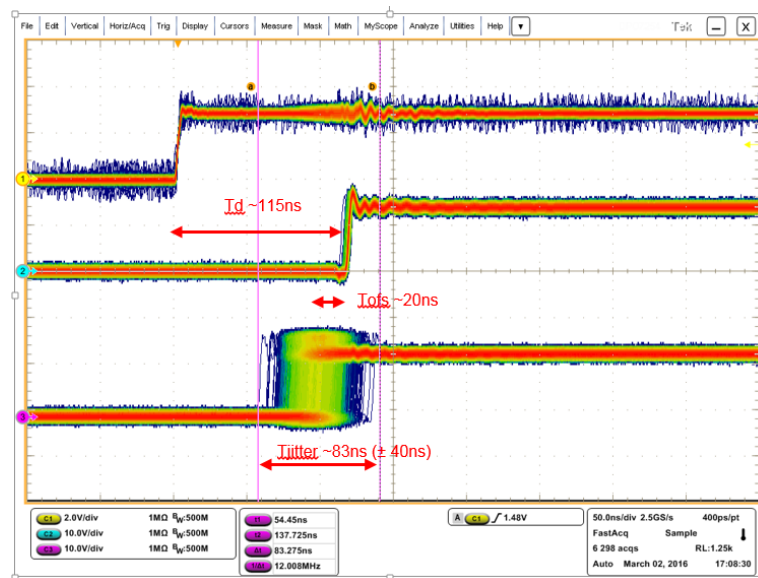 File Edit Vertical Horiz/Acq Trig Display Cursors Measure Mask Math MyScope Analyze Utilities Help Tek X
a b
1
Td ~115ns
2
Tofs ~20ns
3
Tjitter ~83ns (± 40ns)
C1 2.0V/div 1MΩ BW:500M
C2 10.0V/div 1MΩ BW:500M
C3 10.0V/div 1MΩ BW:500M
t1 54.45ns
t2 137.725ns
Δt 83.275ns
1/Δt 12.008MHz
A C1 1.48V
50.0ns/div 2.5GS/s 400ps/pt
FastAcq Sample
6 298 acqs RL:1.25k
Auto March 02, 2016 17:08:30